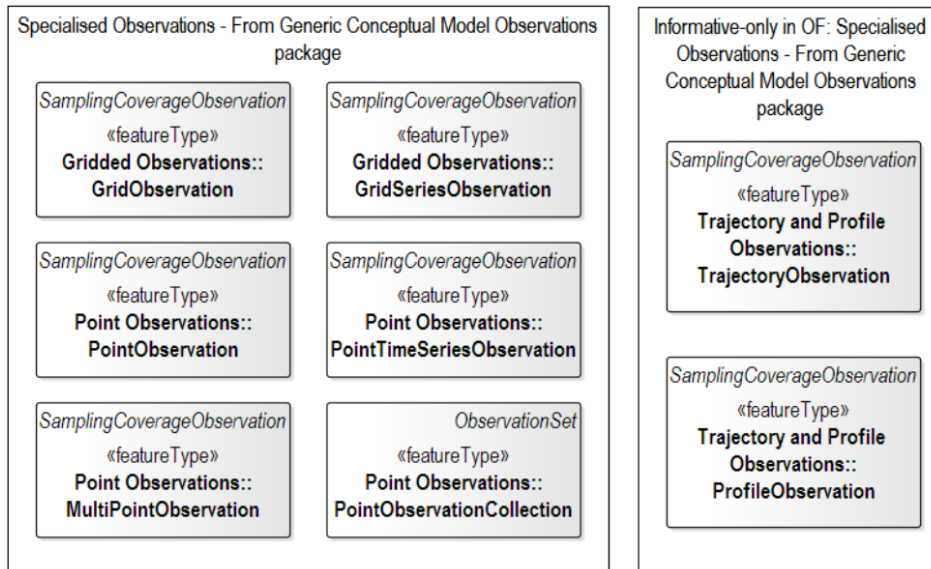 Specialised Observations - From Generic Conceptual Model Observations
package
SamplingCoverageObservation
«featureType»
Gridded Observations::
GridObservation
SamplingCoverageObservation
«featureType»
Gridded Observations::
GridSeriesObservation
SamplingCoverageObservation
«featureType»
Point Observations::
PointObservation
SamplingCoverageObservation
«featureType»
Point Observations::
PointTimeSeriesObservation
SamplingCoverageObservation
«featureType»
Point Observations::
MultiPointObservation
ObservationSet
«featureType»
Point Observations::
PointObservationCollection
Informative-only in OF: Specialised
Observations - From Generic
Conceptual Model Observations
package
SamplingCoverageObservation
«featureType»
Trajectory and Profile
Observations::
TrajectoryObservation
SamplingCoverageObservation
«featureType»
Trajectory and Profile
Observations::
ProfileObservation